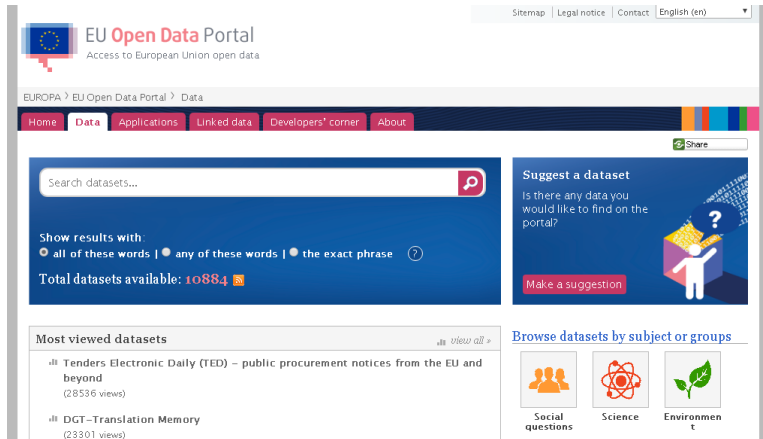 Sitemap | Legal notice | Contact English (en)
EU Open Data Portal
Access to European Union open data
EUROPA > EU Open Data Portal > Data
Home Data Applications Linked data Developers' corner About
Share
Search datasets...
Show results with:
all of these words | any of these words | the exact phrase ?
Total datasets available: 10884
Suggest a dataset
Is there any data you
would like to find on the
portal?
?
Make a suggestion
Most viewed datasets
view all »
Tenders Electronic Daily (TED) – public procurement notices from the EU and
beyond
(28536 views)
DGT-Translation Memory
(23301 views)
Browse datasets by subject or groups
Social
questions
Science
Environmen
t